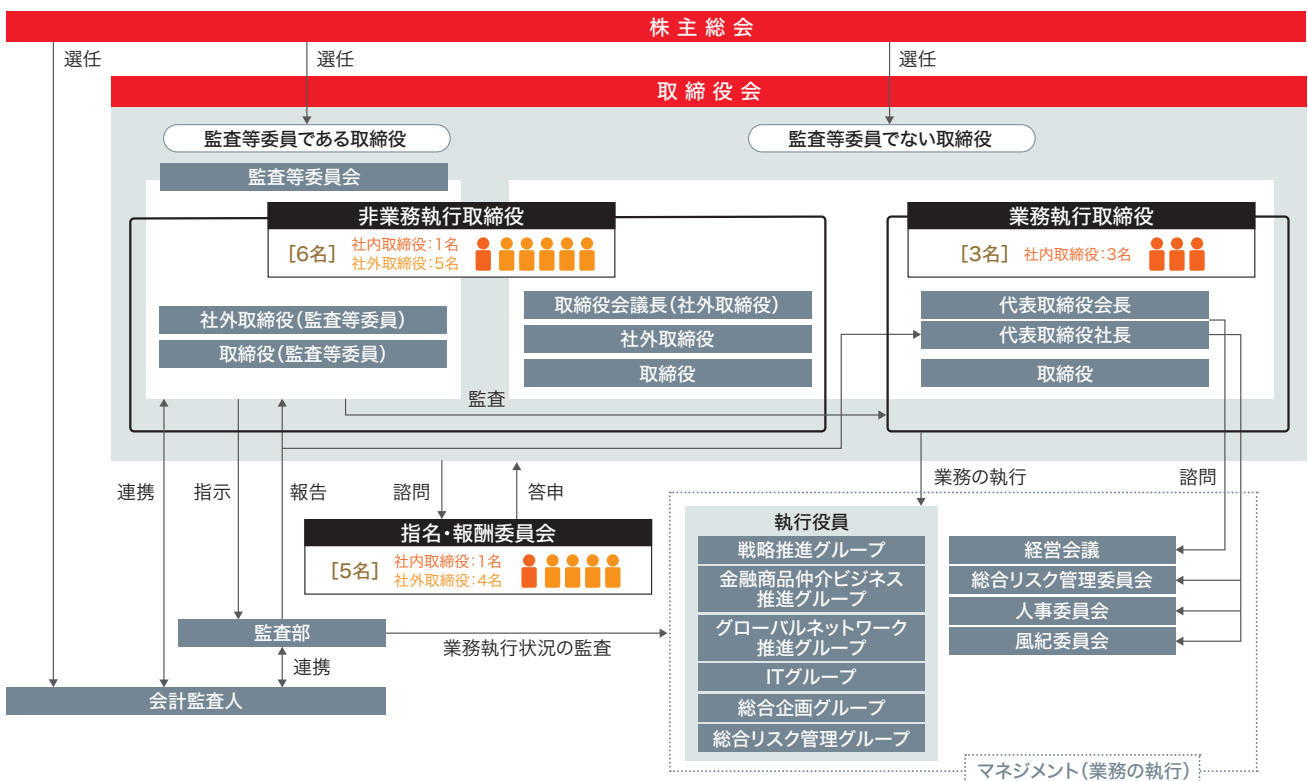 株主総会
選任
選任
選任
取締役会
監査等委員である取締役
監査等委員でない取締役
監査等委員会
非業務執行取締役
[6名]
社内取締役:1名
社外取締役:5名
業務執行取締役
[3名]
社内取締役:3名
社外取締役(監査等委員)
取締役(監査等委員)
取締役会議長(社外取締役)
社外取締役
取締役
代表取締役会長
代表取締役社長
取締役
監査
連携
指示
報告
諮問
答申
業務の執行
諮問
指名・報酬委員会
[5名]
社内取締役:1名
社外取締役:4名
執行役員
戦略推進グループ
金融商品仲介ビジネス
推進グループ
グローバルネットワーク
推進グループ
ITグループ
総合企画グループ
総合リスク管理グループ
経営会議
総合リスク管理委員会
人事委員会
風紀委員会
監査部
業務執行状況の監査
連携
会計監査人
マネジメント(業務の執行)